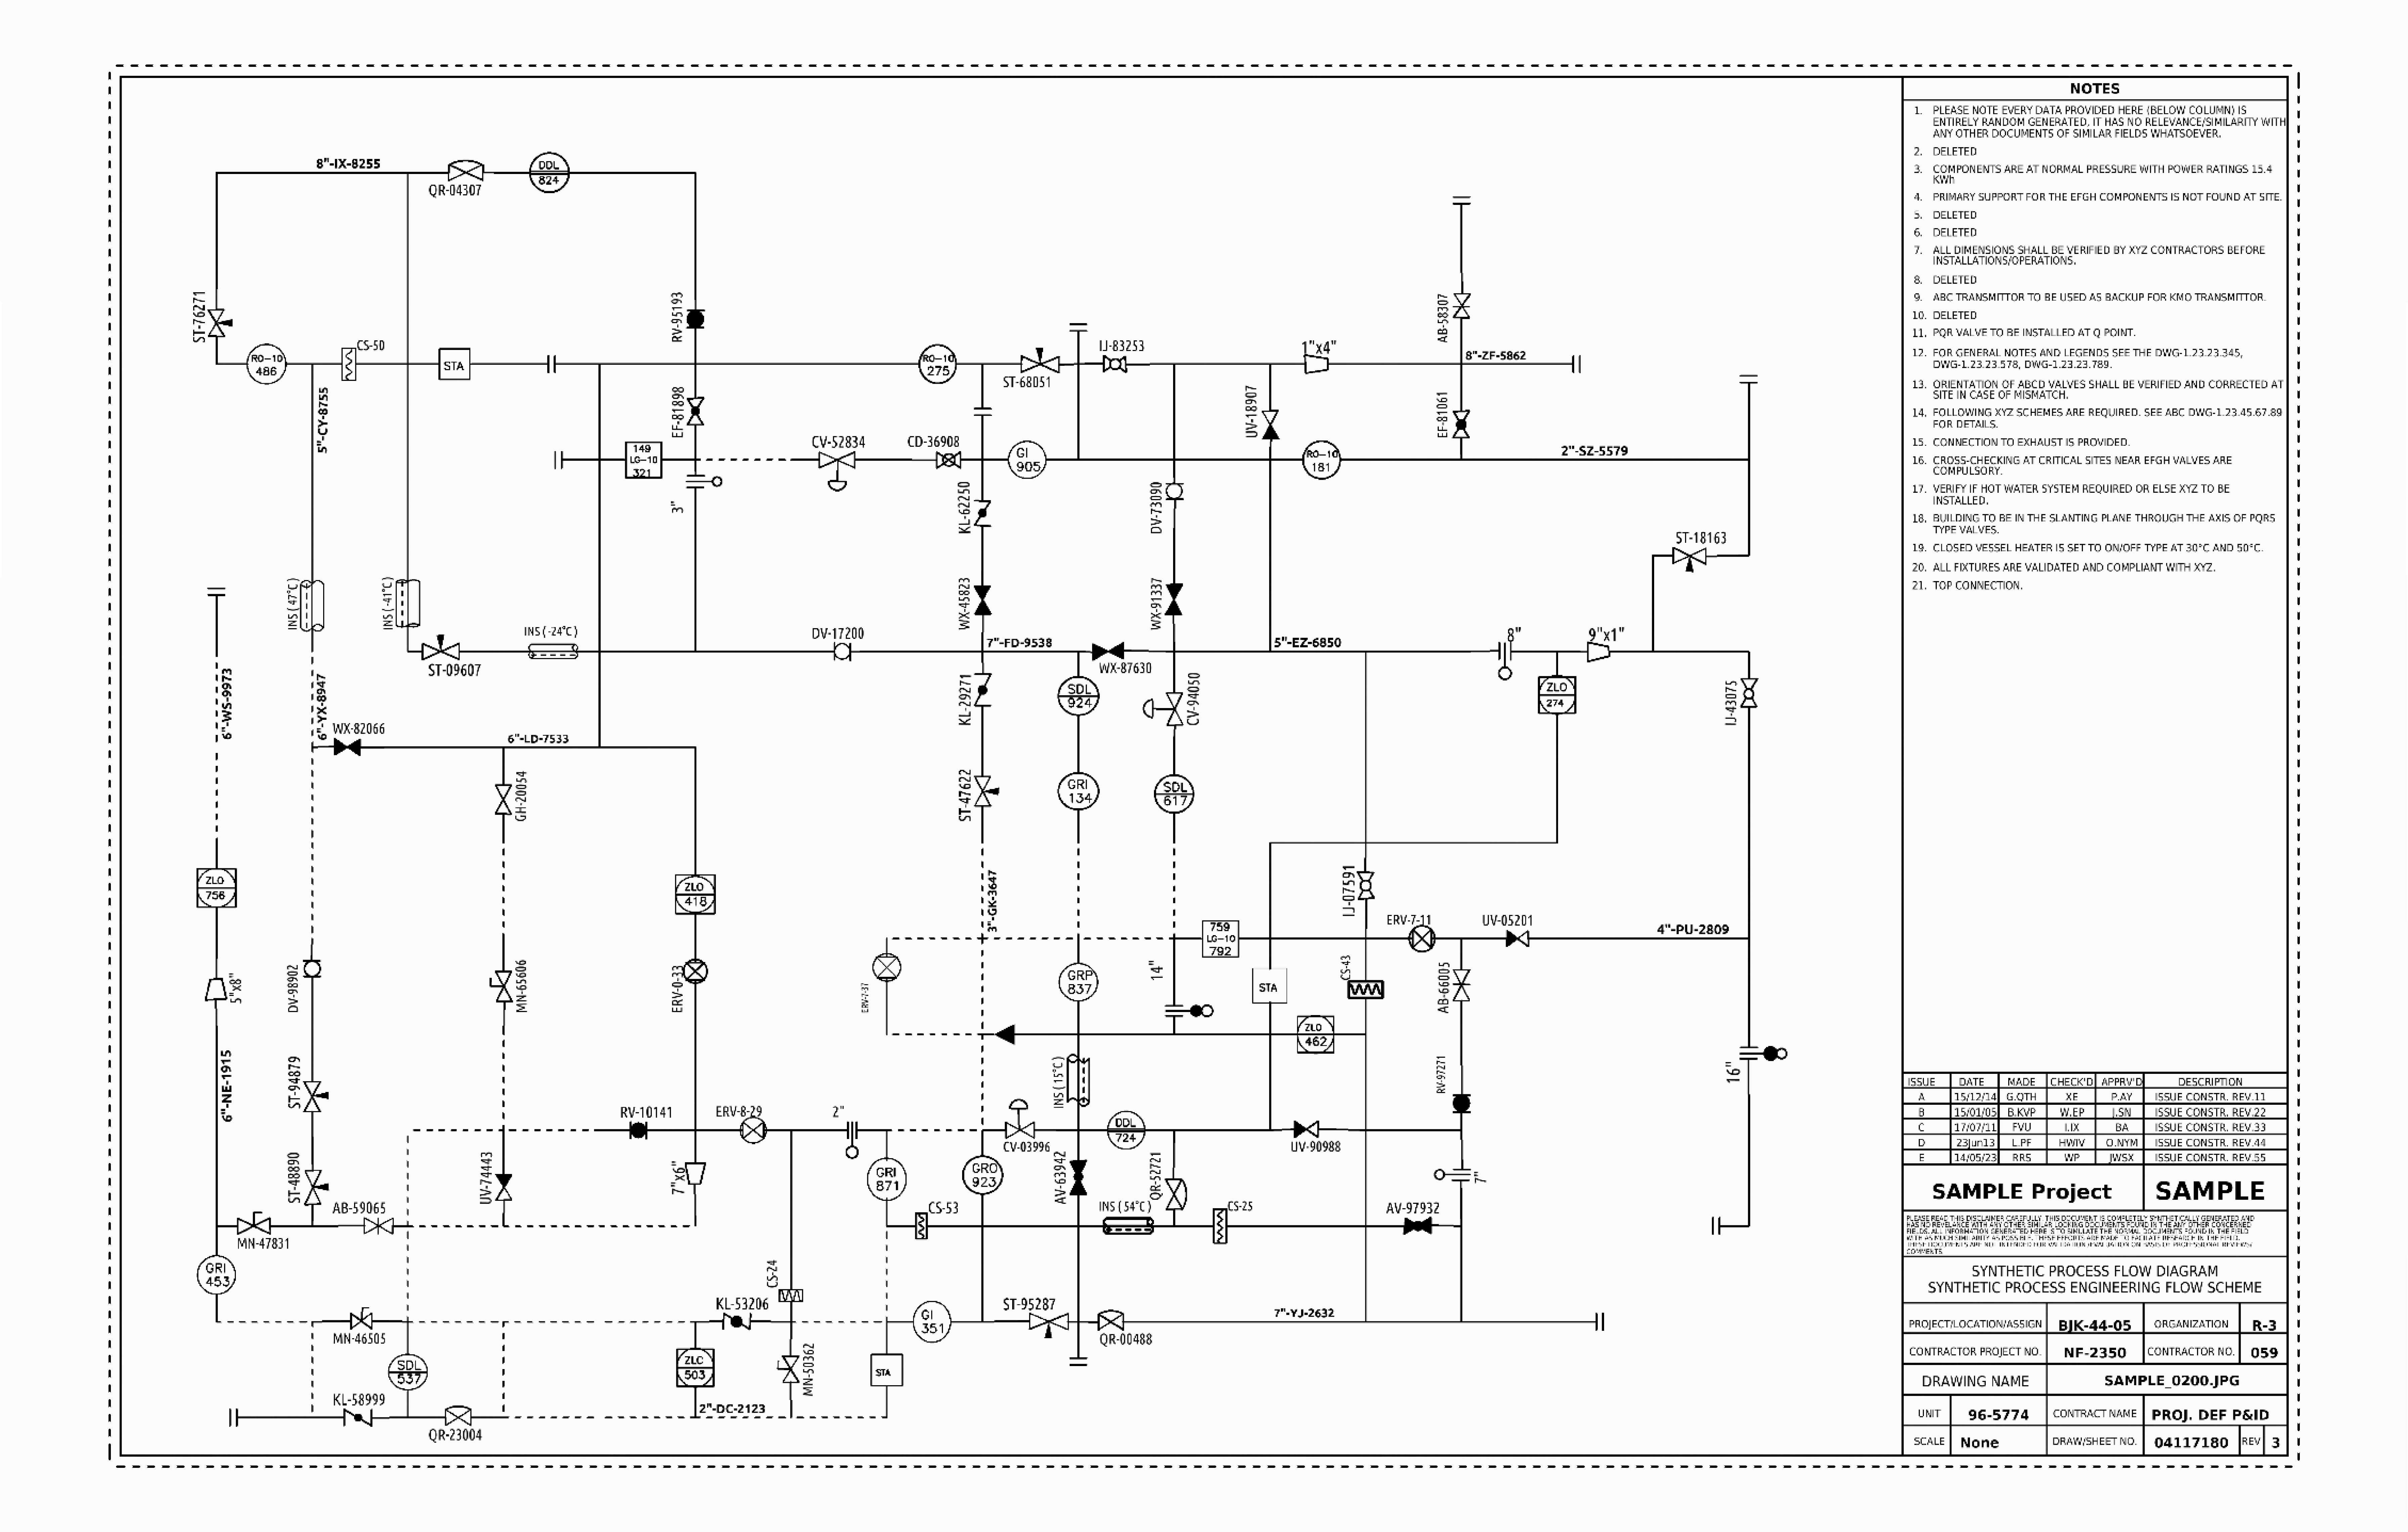 8"-IX-8255
DDL
824
QR-04307
ST-76271
RV-95193
AB-58307
RO-10
486
CS-50
STA
RO-10
275
ST-68051
IJ-83253
1"x4"
8"-ZF-5862
5"-CY-8755
EF-81898
UV-18907
EF-81061
149
LG-10
321
CV-52834
CD-36908
GI
905
RO-10
181
2"-SZ-5579
3"
KL-62250
DV-73090
ST-18163
INS ( 47°C)
INS (-41°C)
WX-45823
WX-91337
ST-09607
INS (-24°C)
DV-17200
7"-FD-9538
WX-87630
5"-EZ-6850
8"
9"x1"
6"-WS-9973
6"-YX-8947
WX-82066
6"-LD-7533
KL-29271
SDL
924
CV-94050
ZLO
274
IJ-43075
GH-20054
ST-47622
GRI
134
SDL
617
ZLO
756
ZLO
418
3"-GK-3647
IJ-07591
759
LG-10
792
ERV-7-11
UV-05201
4"-PU-2809
5"x8"
DV-98902
MN-65606
ERV-0-33
ERV-7-37
GRP
837
14"
STA
CS-43
AB-66005
ZLO
462
6"-NE-1915
ST-94879
INS ( 15°C)
RV-97271
16"
RV-10141
ERV-8-29
2"
CV-03996
DDL
724
UV-90988
ST-48890
UV-74443
7"x6"
GRI
871
GRO
923
AV-63942
QR-52721
7"
MN-47831
AB-59065
CS-53
INS ( 54°C)
CS-25
AV-97932
GRI
453
CS-24
MN-46505
KL-53206
GI
351
ST-95287
QR-00488
7"-YJ-2632
SDL
537
ZLC
503
MN-50362
STA
KL-58999
QR-23004
2"-DC-2123
NOTES
1. PLEASE NOTE EVERY DATA PROVIDED HERE (BELOW COLUMN) IS
ENTIRELY RANDOM GENERATED, IT HAS NO RELEVANCE/SIMILARITY WITH
ANY OTHER DOCUMENTS OF SIMILAR FIELDS WHATSOEVER.
2. DELETED
3. COMPONENTS ARE AT NORMAL PRESSURE WITH POWER RATINGS 15.4
KWh
4. PRIMARY SUPPORT FOR THE EFGH COMPONENTS IS NOT FOUND AT SITE.
5. DELETED
6. DELETED
7. ALL DIMENSIONS SHALL BE VERIFIED BY XYZ CONTRACTORS BEFORE
INSTALLATIONS/OPERATIONS.
8. DELETED
9. ABC TRANSMITTOR TO BE USED AS BACKUP FOR KMO TRANSMITTOR.
10. DELETED
11. PQR VALVE TO BE INSTALLED AT Q POINT.
12. FOR GENERAL NOTES AND LEGENDS SEE THE DWG-1.23.23.345,
DWG-1.23.23.578, DWG-1.23.23.789.
13. ORIENTATION OF ABCD VALVES SHALL BE VERIFIED AND CORRECTED AT
SITE IN CASE OF MISMATCH.
14. FOLLOWING XYZ SCHEMES ARE REQUIRED. SEE ABC DWG-1.23.45.67.89
FOR DETAILS.
15. CONNECTION TO EXHAUST IS PROVIDED.
16. CROSS-CHECKING AT CRITICAL SITES NEAR EFGH VALVES ARE
COMPULSORY.
17. VERIFY IF HOT WATER SYSTEM REQUIRED OR ELSE XYZ TO BE
INSTALLED.
18. BUILDING TO BE IN THE SLANTING PLANE THROUGH THE AXIS OF PQRS
TYPE VALVES.
19. CLOSED VESSEL HEATER IS SET TO ON/OFF TYPE AT 30°C AND 50°C.
20. ALL FIXTURES ARE VALIDATED AND COMPLIANT WITH XYZ.
21. TOP CONNECTION.
ISSUE DATE MADE CHECK'D APPRV'D DESCRIPTION
A 15/12/14 G.QTH XE P.AY ISSUE CONSTR. REV.11
B 15/01/05 B.KVP W.EP J.SN ISSUE CONSTR. REV.22
C 17/07/11 FVU I.IX BA ISSUE CONSTR. REV.33
D 23Jun13 L.PF HWIV O.NYM ISSUE CONSTR. REV.44
E 14/05/23 RRS WP JWSX ISSUE CONSTR. REV.55
SAMPLE Project SAMPLE
PLEASE READ THIS DISCLAIMER CAREFULLY. THIS DOCUMENT IS COMPLETELY SYNTHETICALLY GENERATED AND
COMMENTS.
SYNTHETIC PROCESS FLOW DIAGRAM
SYNTHETIC PROCESS ENGINEERING FLOW SCHEME
PROJECT/LOCATION/ASSIGN BJK-44-05 ORGANIZATION R-3
CONTRACTOR PROJECT NO. NF-2350 CONTRACTOR NO. 059
DRAWING NAME SAMPLE_0200.JPG
UNIT 96-5774 CONTRACT NAME PROJ. DEF P&ID
SCALE None DRAW/SHEET NO. 04117180 REV 3